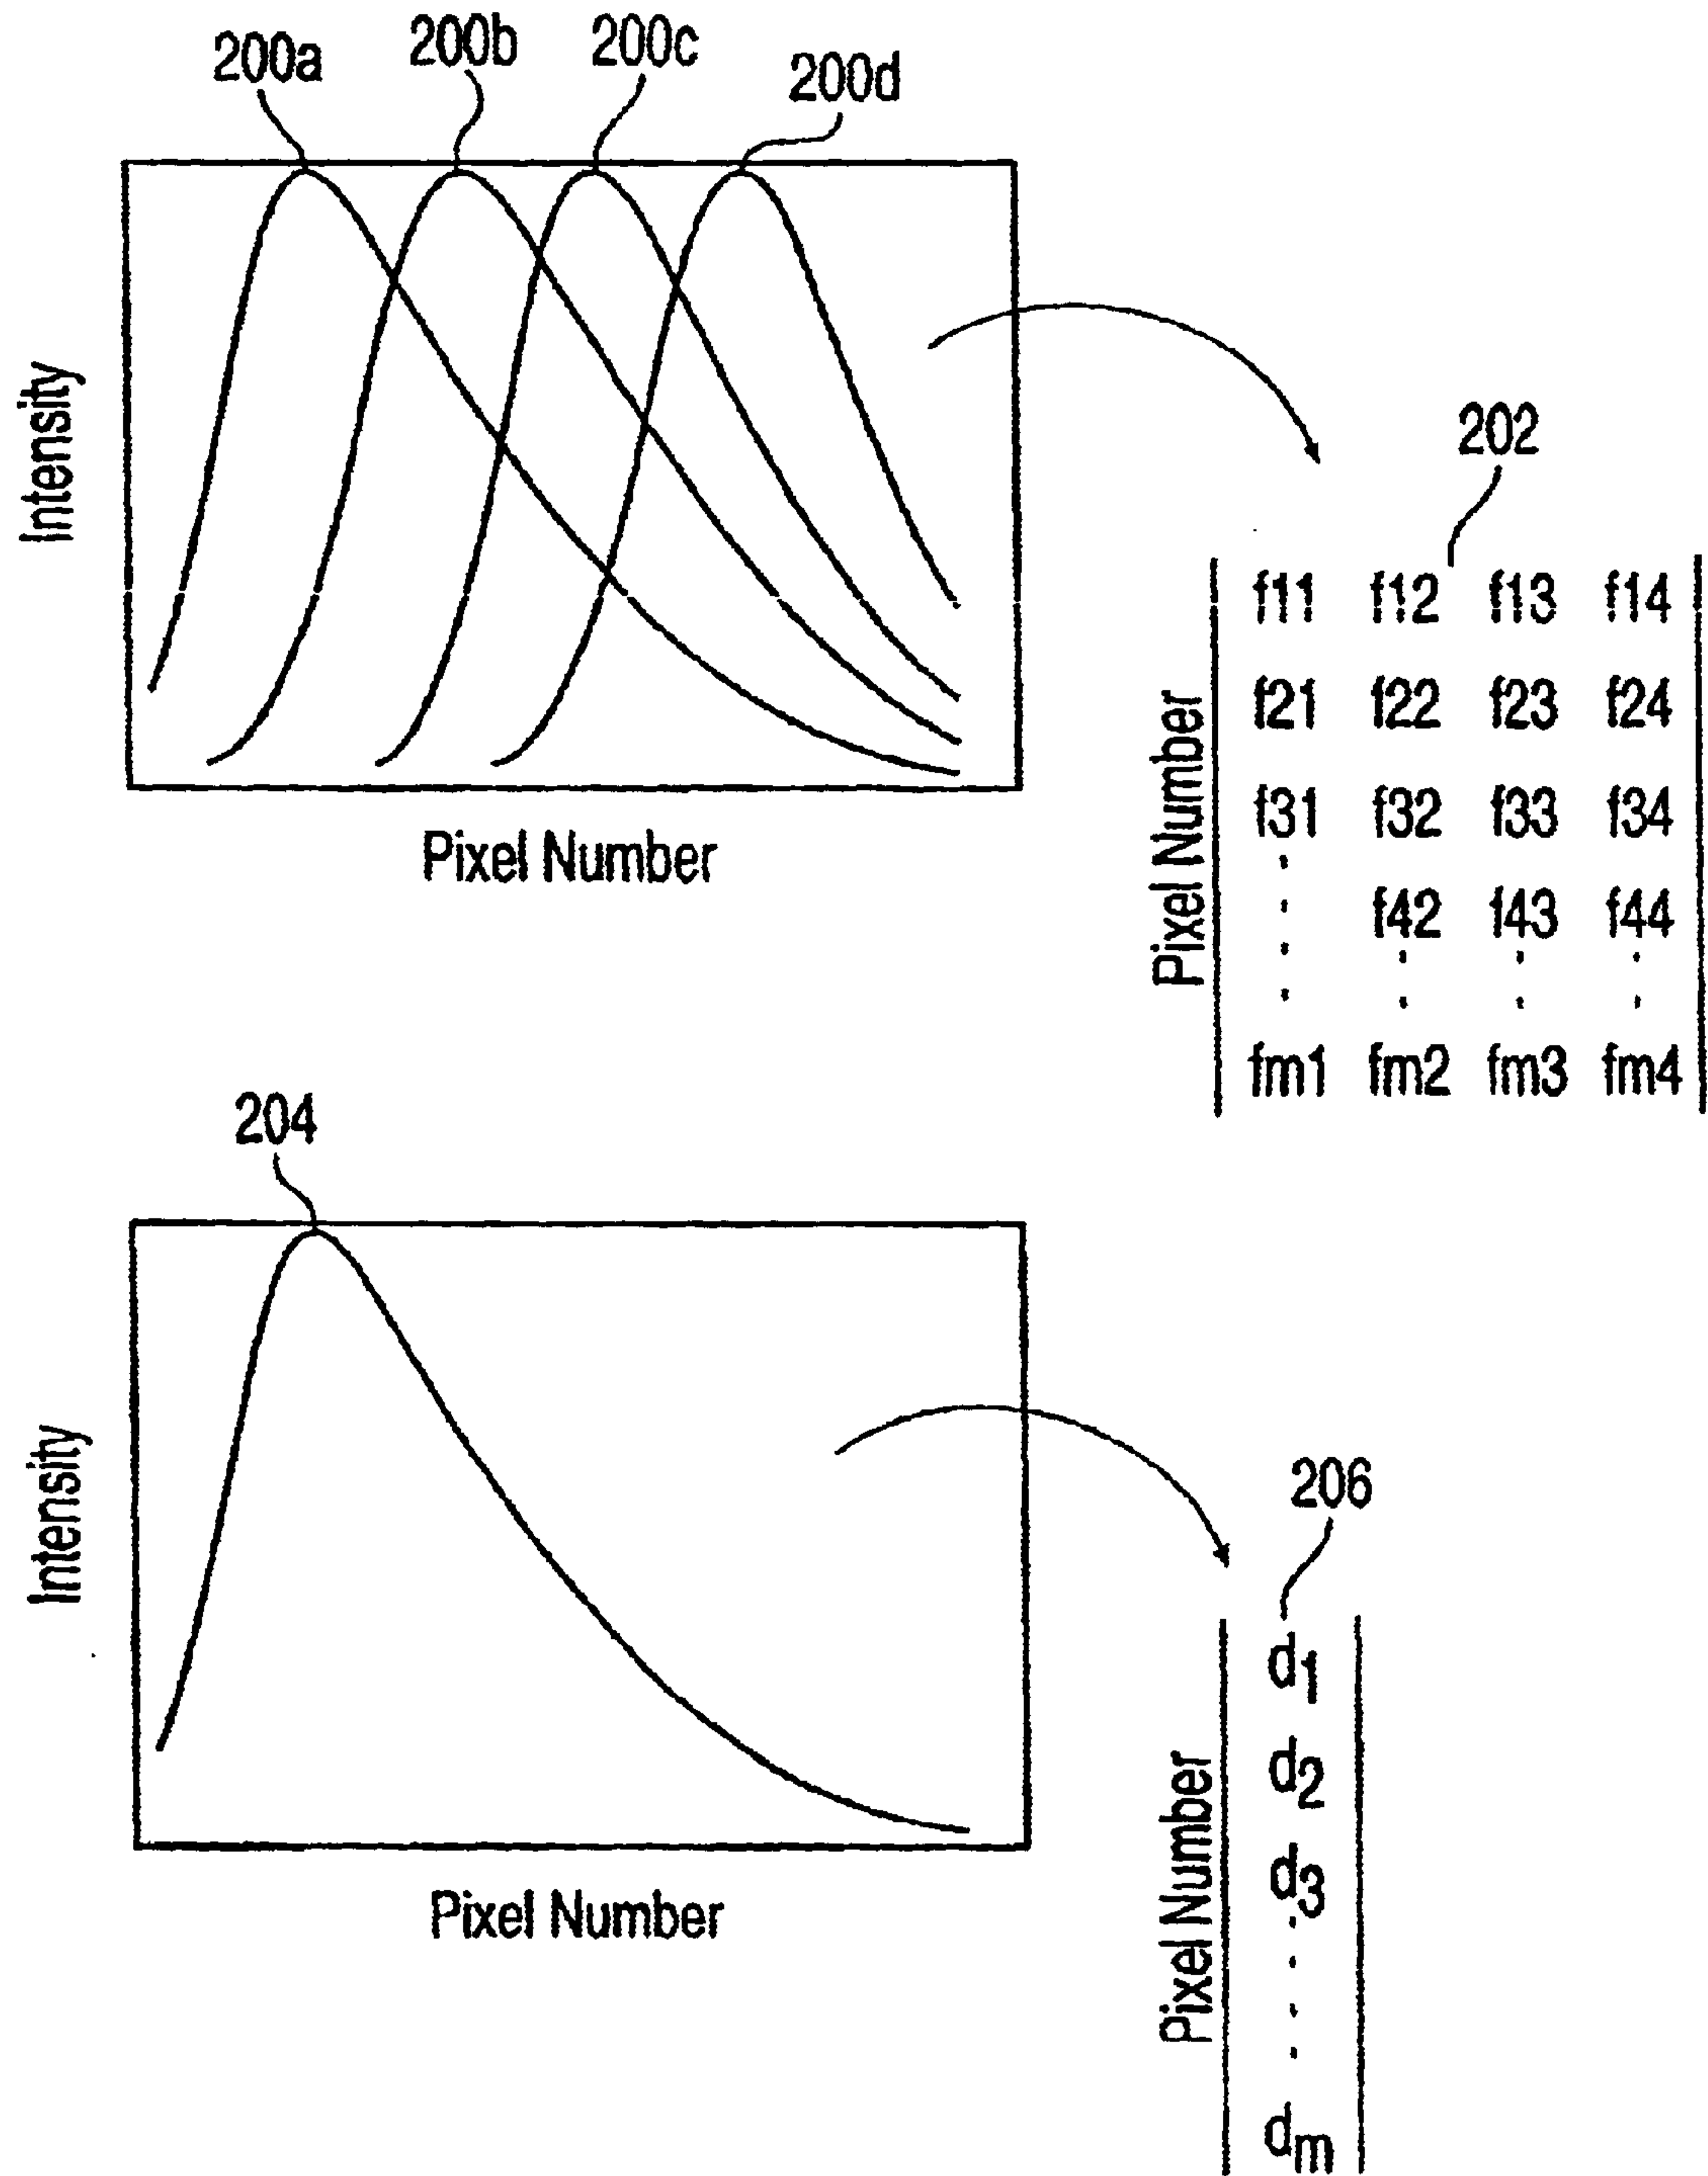 200a 200b 200c 200d
Intensity
Pixel Number
202
Pixel Number
f11 f12 f13 f14
f21 f22 f23 f24
f31 f32 f33 f34
f42 f43 f44
fm1 fm2 fm3 fm4
204
Intensity
Pixel Number
206
Pixel Number
d1
d2
d3
dm